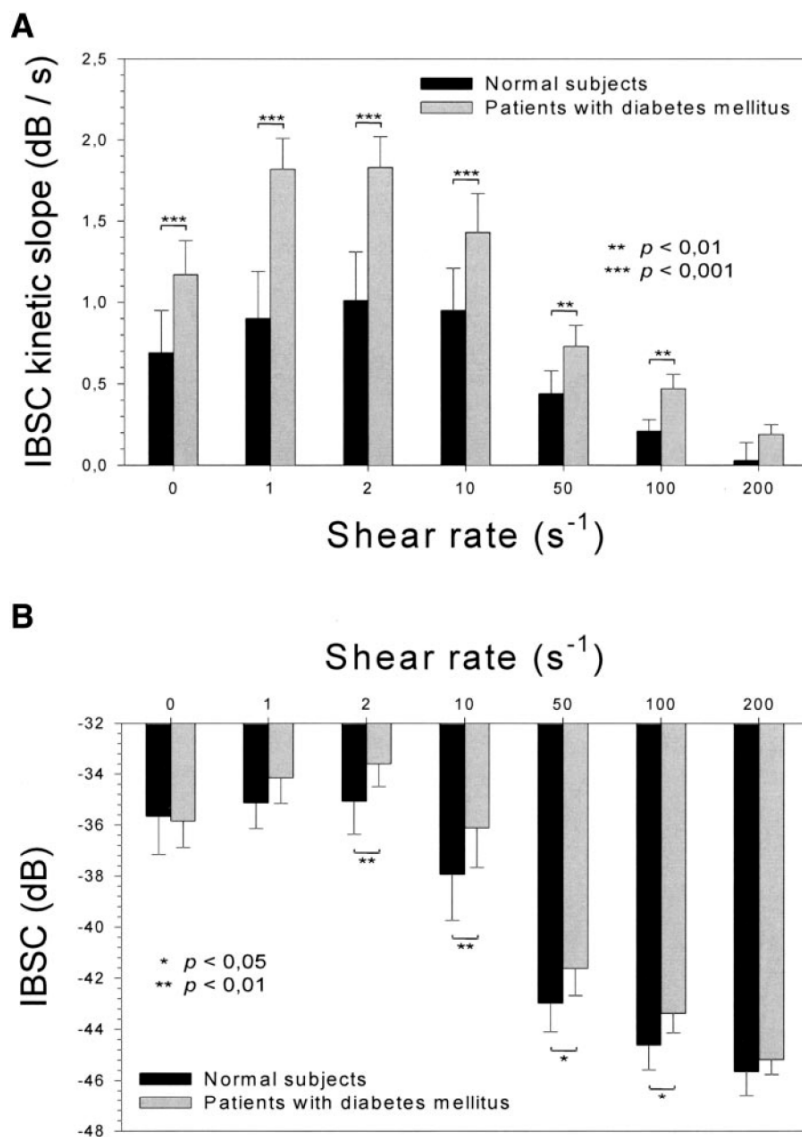 A
IBSC kinetic slope (dB / s)
2.5
2.0
1.5
1.0
0.5
0,0
Normal subjects
Patients with diabetes mellitus
***
***
***
***
**
**
** p < 0,01
*** p < 0,001
0 1 2 10 50 100 200
Shear rate (s-1)
B
Shear rate (s-1)
0 1 2 10 50 100 200
IBSC (dB)
-32
-34
-36
-38
-40
-42
-44
-46
-48
**
**
*
*
* p < 0,05
** p < 0,01
Normal subjects
Patients with diabetes mellitus